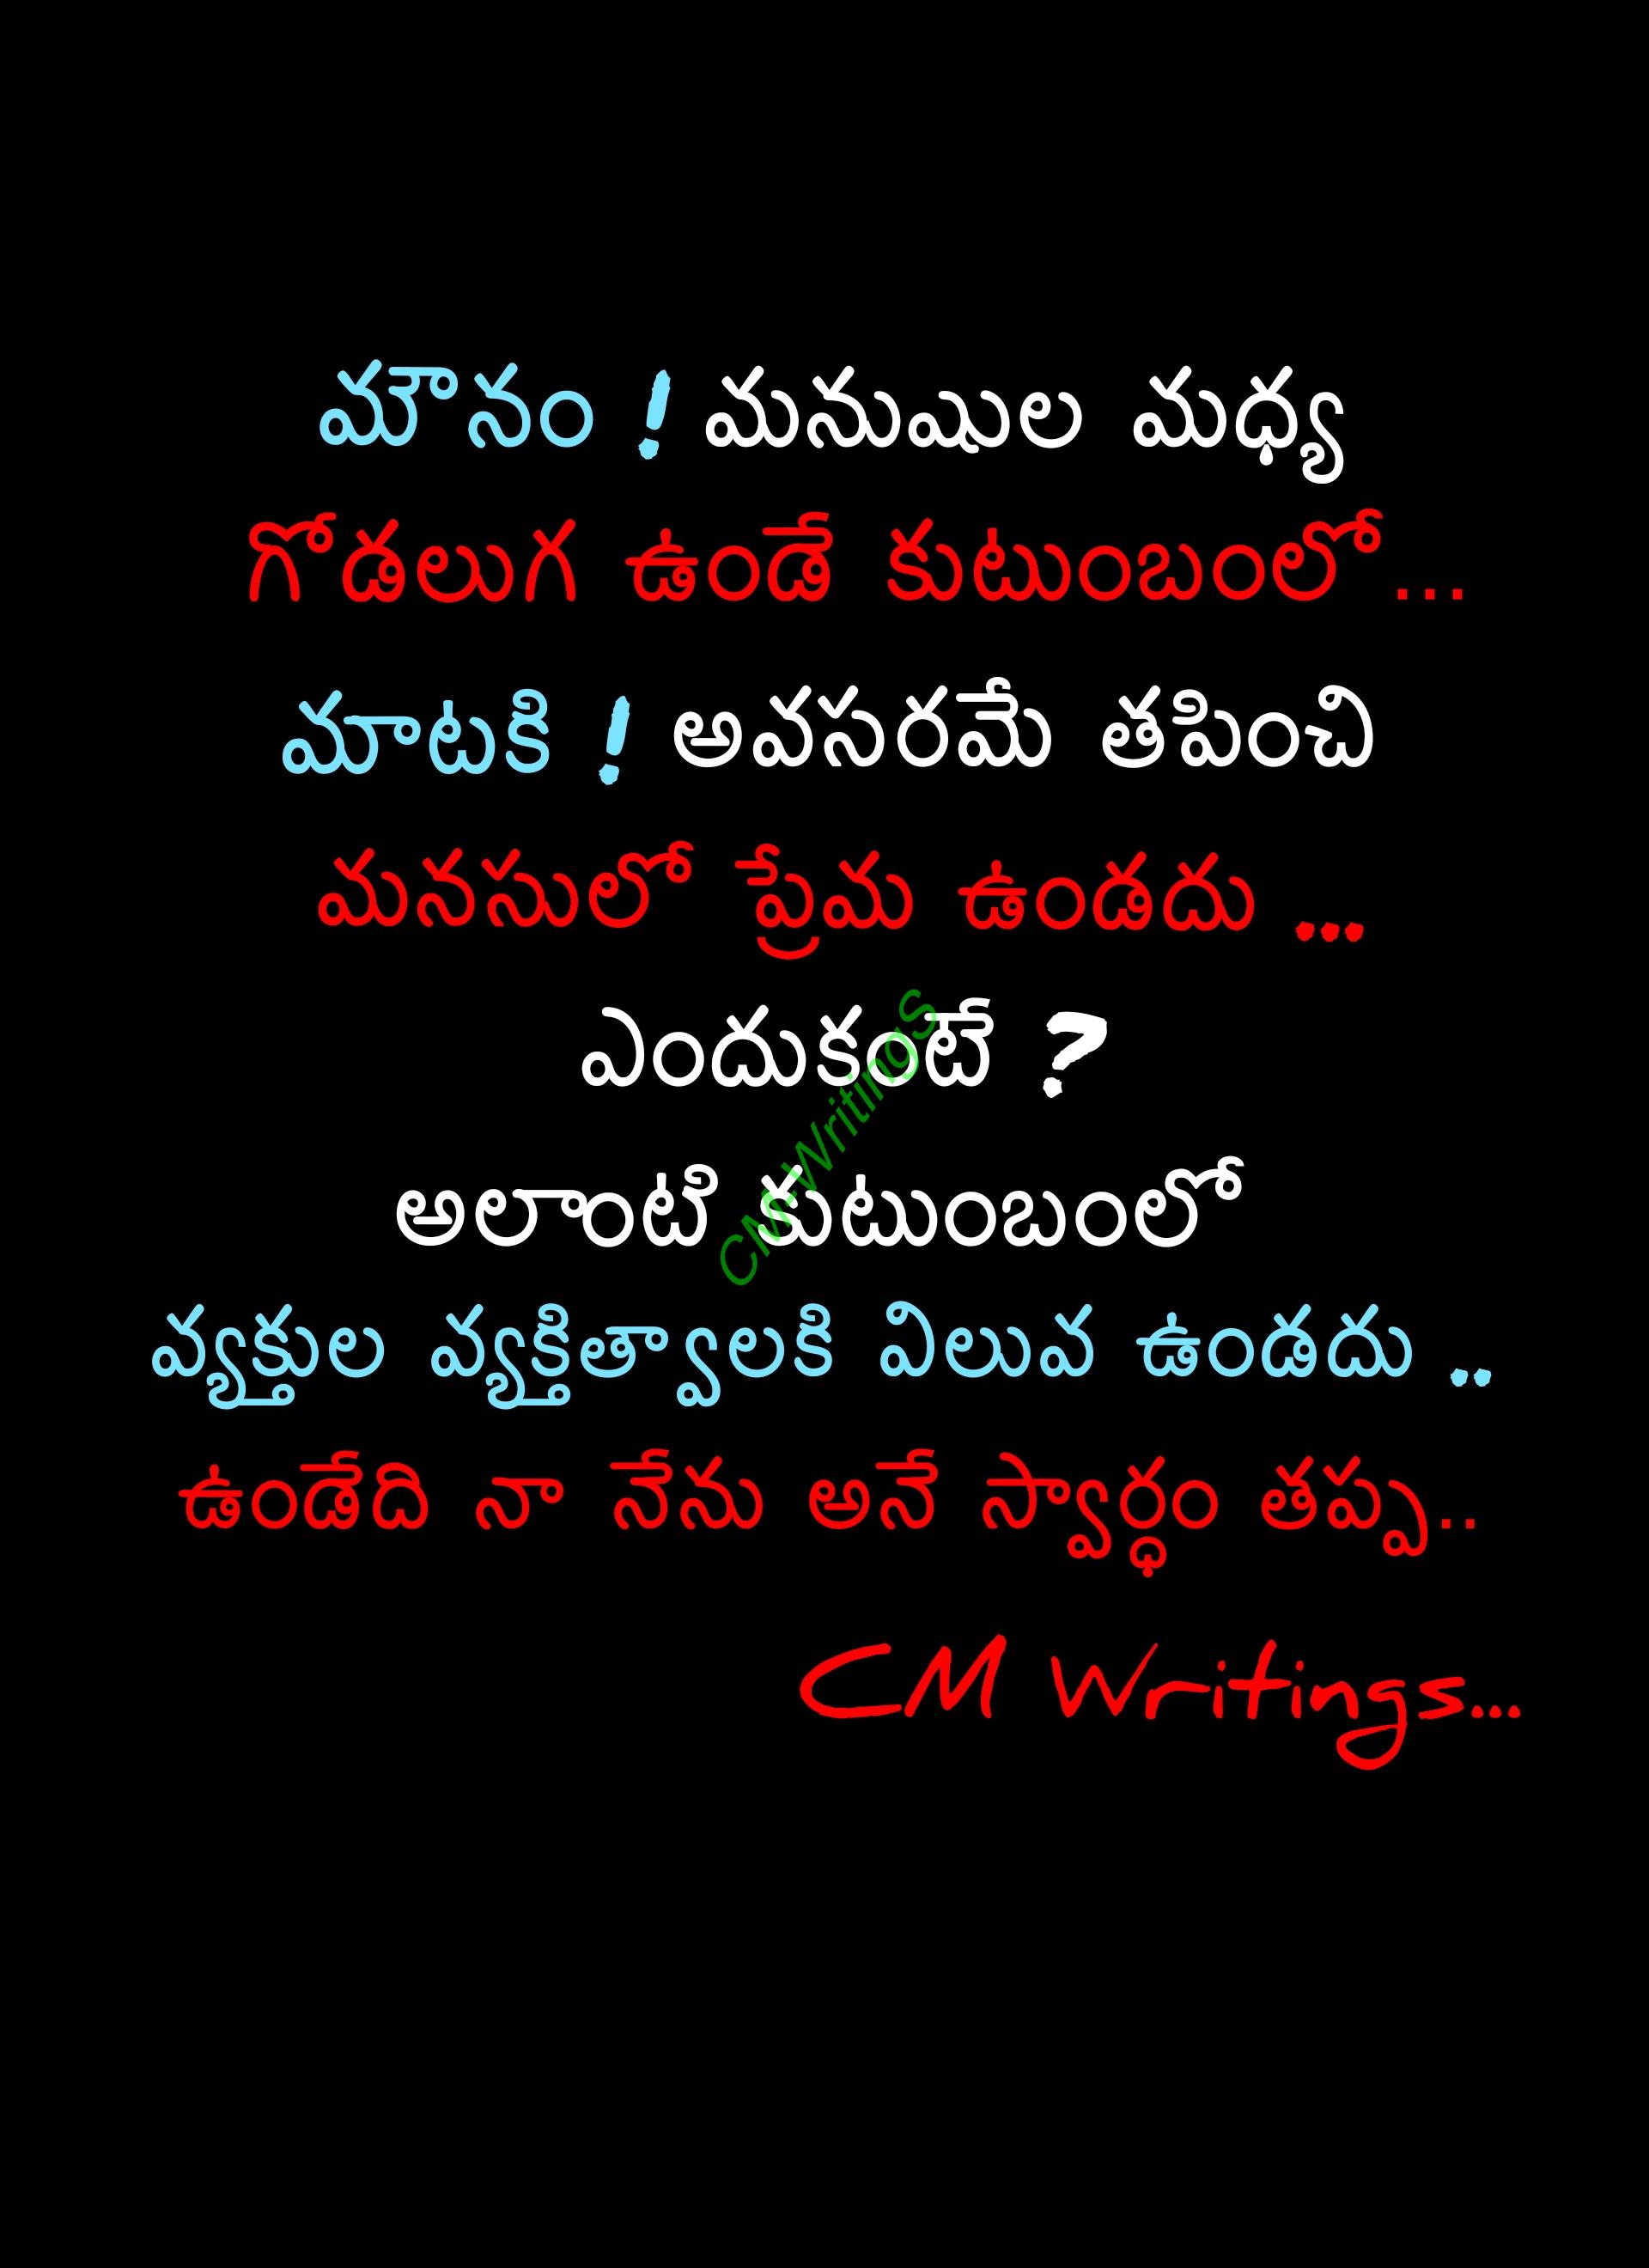 మౌనం ! మనుషుల మధ్య
గోడలుగ ఉండే కుటుంబంలో...
మాటకి ! అవసరమే తపించి
మనసులో ప్రేమ ఉండదు ...
ఎందుకంటే ?
అలాంటి కుటుంబంలో
వ్యక్తుల వ్యక్తిత్వాలకి విలువ ఉండదు ..
ఉండేది నా నేను అనే స్వార్ధం తప్ప..
CM Writings...
CM Writings